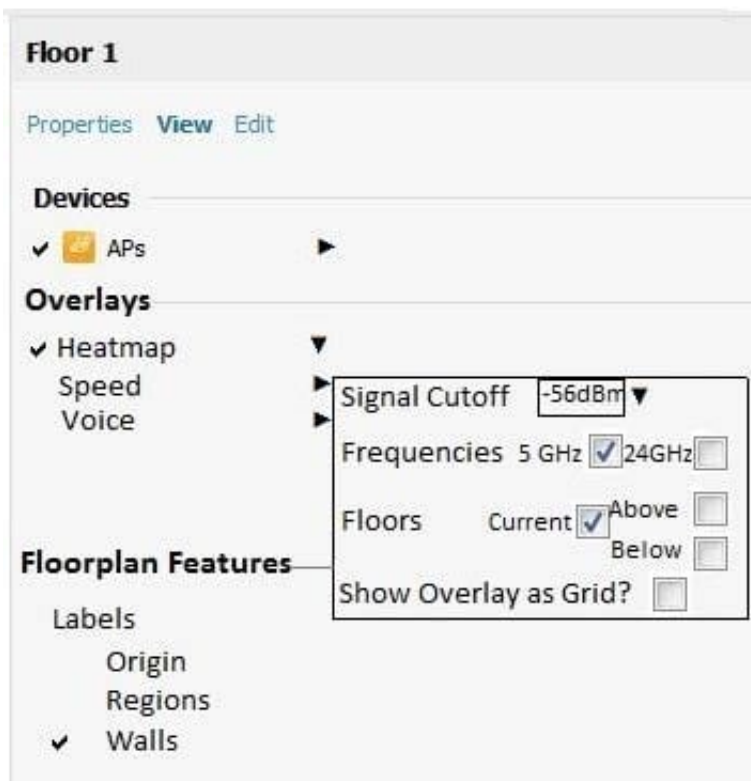 Floor 1
Properties View Edit
Devices
APs
Overlays
Heatmap
Speed
Voice
Signal Cutoff -56dBm
Frequencies 5 GHz 24GHz
Floors Current Above
Below
Show Overlay as Grid?
Floorplan Features
Labels
Origin
Regions
Walls